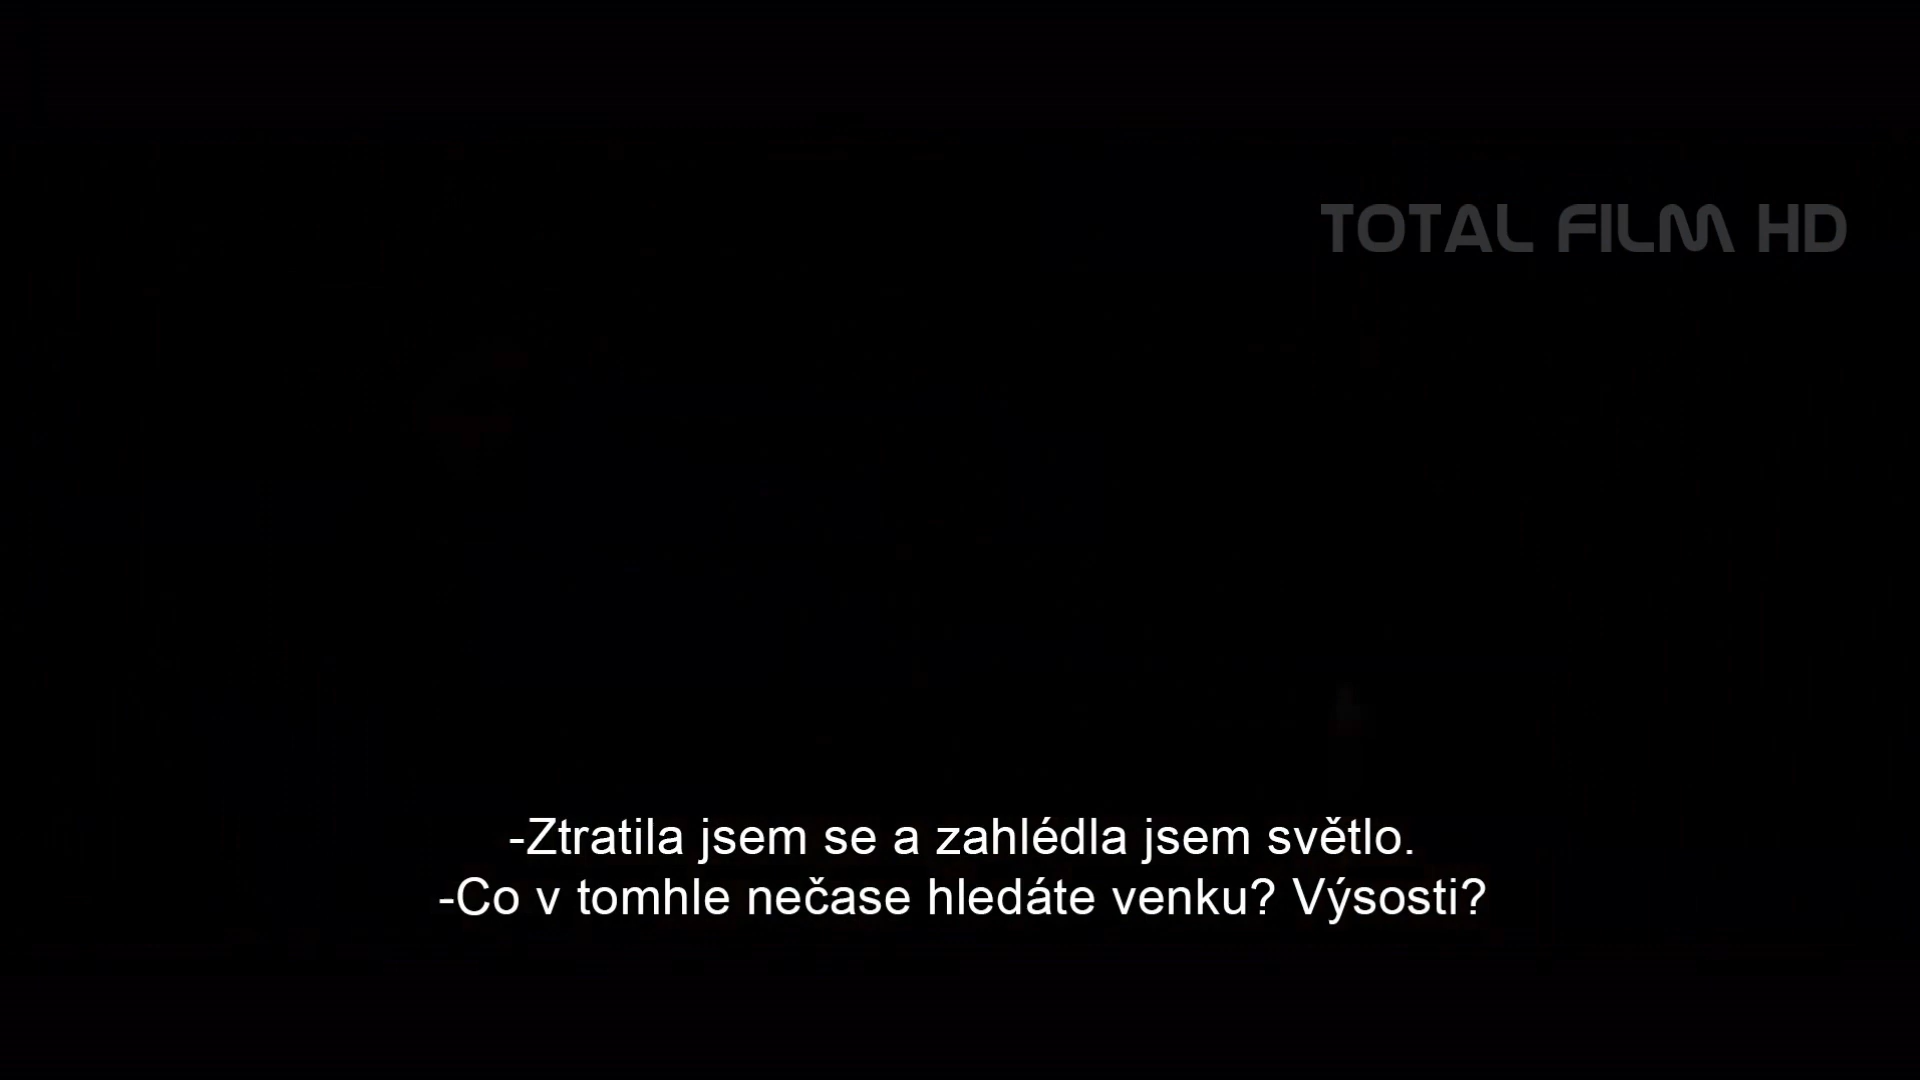 TOTAL FILM HD
-Ztratila jsem se a zahlédla jsem světlo.
-Co v tomhle nečase hledáte venku? Výsosti?